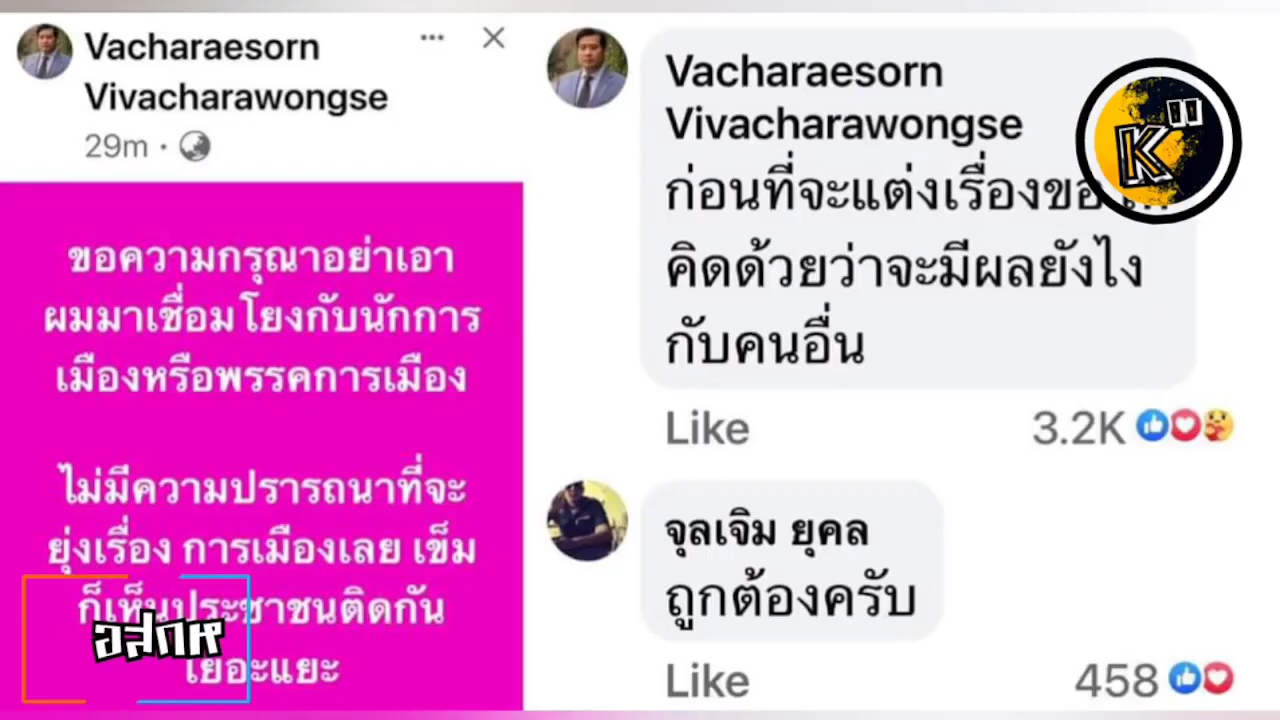 Vacharaesorn
Vivacharawongse
29m
ขอความกรุณาอย่าเอา
ผมมาเชื่อมโยงกับนักการ
เมืองหรือพรรคการเมือง
ไม่มีความปรารถนาที่จะ
ยุ่งเรื่อง การเมืองเลย เข็ม
ก็เห็นประชาชนติดกัน
เยอะแยะ
อสกห
Vacharaesorn
Vivacharawongse
ก่อนที่จะแต่งเรื่อง
คิดด้วยว่าจะมีผลยังไง
กับคนอื่น
Like 3.2K
จุลเจิม ยุคล
ถูกต้องครับ
Like 458
K"